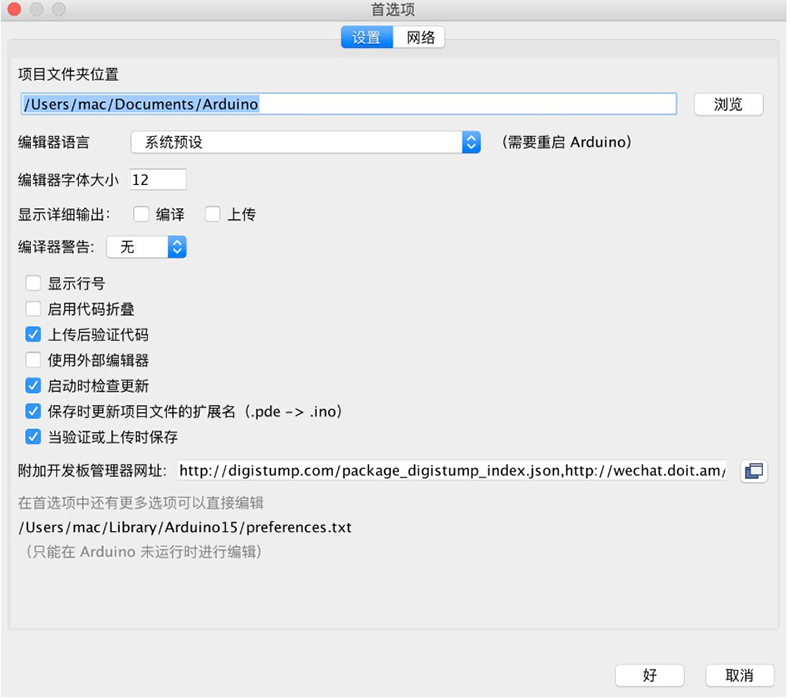 首选项
设置 网络
项目文件夹位置
/Users/mac/Documents/Arduino 浏览
编辑器语言 系统预设 (需要重启 Arduino)
编辑器字体大小 12
显示详细输出: 编译 上传
编译器警告: 无
显示行号
启用代码折叠
上传后验证代码
使用外部编辑器
启动时检查更新
保存时更新项目文件的扩展名（.pde -> .ino）
当验证或上传时保存
附加开发板管理器网址: http://digistump.com/package_digistump_index.json,http://wechat.doit.am/
在首选项中还有更多选项可以直接编辑
/Users/mac/Library/Arduino15/preferences.txt
（只能在 Arduino 未运行时进行编辑）
好 取消